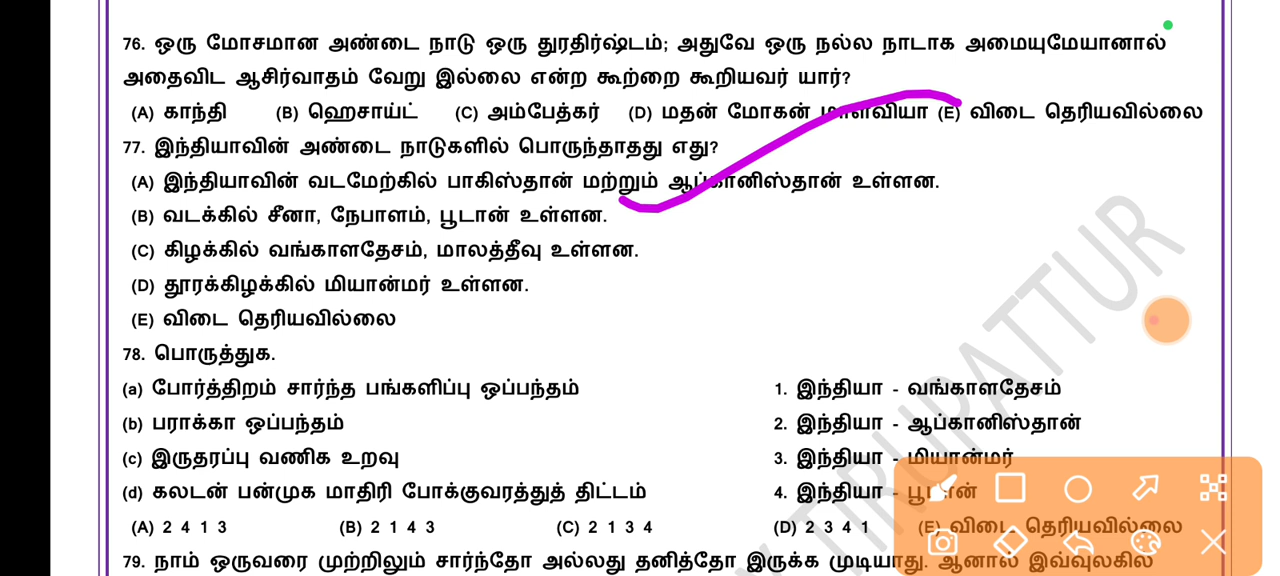 76. ஒரு மோசமான அண்டை நாடு ஒரு துரதிர்ஷ்டம்; அதுவே ஒரு நல்ல நாடாக அமையுமேயானால்
அதைவிட ஆசிர்வாதம் வேறு இல்லை என்ற கூற்றை கூறியவர் யார்?
(A) காந்தி (B) ஹெசாய்ட் (C) அம்பேத்கர் (D) மதன் மோகன் மாளவியா (E) விடை தெரியவில்லை
77. இந்தியாவின் அண்டை நாடுகளில் பொருந்தாதது எது?
(A) இந்தியாவின் வடமேற்கில் பாகிஸ்தான் மற்றும் ஆப்கானிஸ்தான் உள்ளன.
(B) வடக்கில் சீனா, நேபாளம், பூடான் உள்ளன.
(C) கிழக்கில் வங்காளதேசம், மாலத்தீவு உள்ளன.
(D) தூரக்கிழக்கில் மியான்மர் உள்ளன.
(E) விடை தெரியவில்லை
78. பொருத்துக.
(a) போர்த்திறம் சார்ந்த பங்களிப்பு ஒப்பந்தம் 1. இந்தியா - வங்காளதேசம்
(b) பராக்கா ஒப்பந்தம் 2. இந்தியா - ஆப்கானிஸ்தான்
(c) இருதரப்பு வணிக உறவு 3. இந்தியா - மியான்மர்
(d) கலடன் பன்முக மாதிரி போக்குவரத்துத் திட்டம் 4. இந்தியா - பூடான்
(A) 2 4 1 3 (B) 2 1 4 3 (C) 2 1 3 4 (D) 2 3 4 1 (E) விடை தெரியவில்லை
79. நாம் ஒருவரை முற்றிலும் சார்ந்தோ அல்லது தனித்தோ இருக்க முடியாது. ஆனால் இவ்வுலகில்
TIRUPATTUR